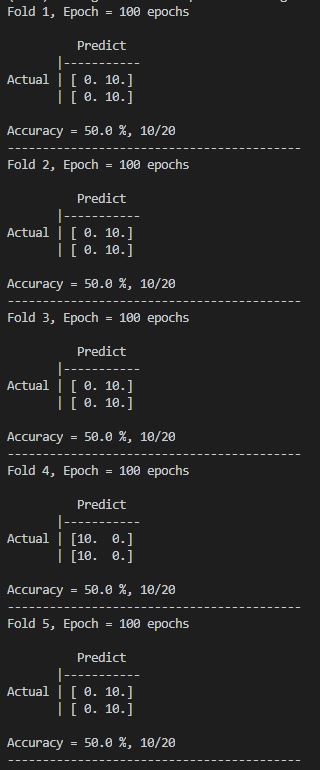 Fold 1, Epoch = 100 epochs
Predict
|-----------
Actual | [ 0. 10.]
| [ 0. 10.]
Accuracy = 50.0 %, 10/20
------------------------------------------
Fold 2, Epoch = 100 epochs
Predict
|-----------
Actual | [ 0. 10.]
| [ 0. 10.]
Accuracy = 50.0 %, 10/20
------------------------------------------
Fold 3, Epoch = 100 epochs
Predict
|-----------
Actual | [ 0. 10.]
| [ 0. 10.]
Accuracy = 50.0 %, 10/20
------------------------------------------
Fold 4, Epoch = 100 epochs
Predict
|-----------
Actual | [10.  0.]
| [10.  0.]
Accuracy = 50.0 %, 10/20
------------------------------------------
Fold 5, Epoch = 100 epochs
Predict
|-----------
Actual | [ 0. 10.]
| [ 0. 10.]
Accuracy = 50.0 %, 10/20
------------------------------------------